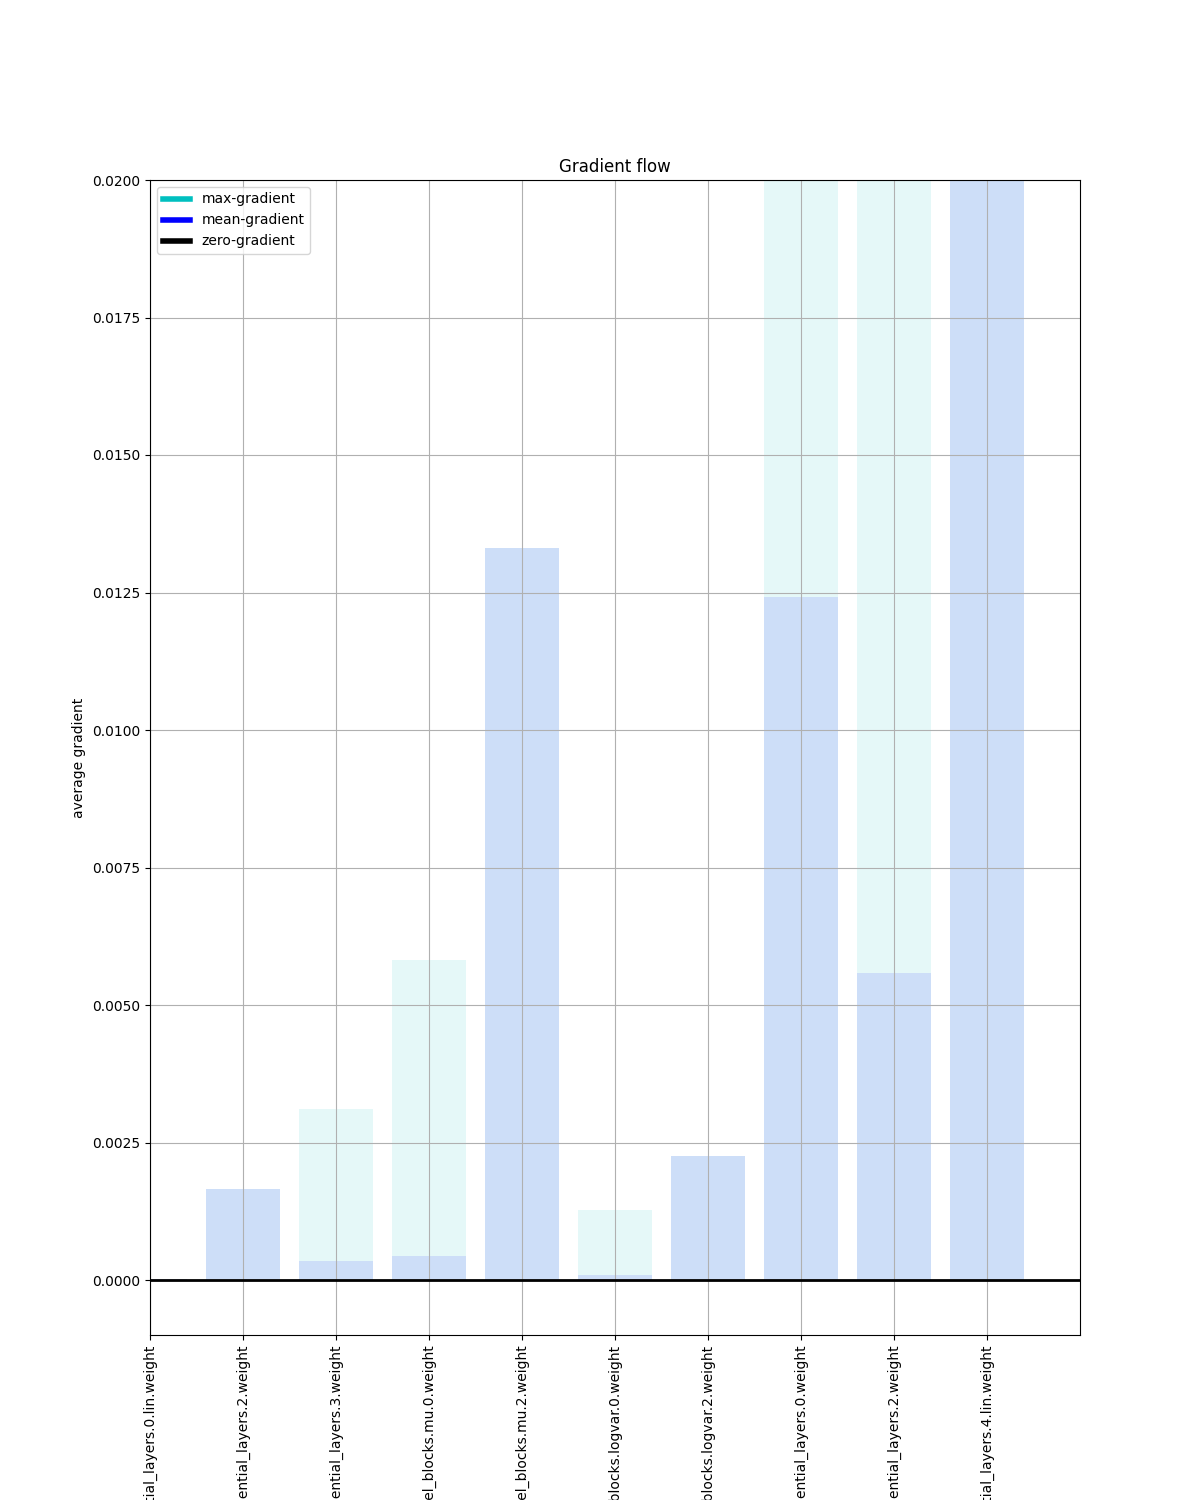 Gradient flow
max-gradient
mean-gradient
zero-gradient
0.0200
0.0175
0.0150
0.0125
0.0100
0.0075
0.0050
0.0025
0.0000
average gradient
tial_layers.0.lin.weight
ential_layers.2.weight
ential_layers.3.weight
el_blocks.mu.0.weight
el_blocks.mu.2.weight
blocks.logvar.0.weight
blocks.logvar.2.weight
ential_layers.0.weight
ential_layers.2.weight
tial_layers.4.lin.weight